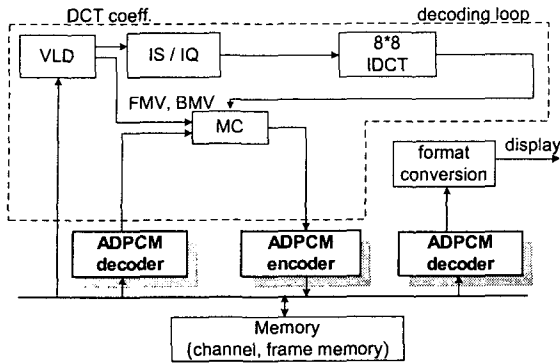 DCT coeff.
decoding loop
VLD
IS / IQ
8*8
IDCT
FMV, BMV
MC
format
conversion
display
ADPCM
decoder
ADPCM
encoder
ADPCM
decoder
Memory
(channel, frame memory)